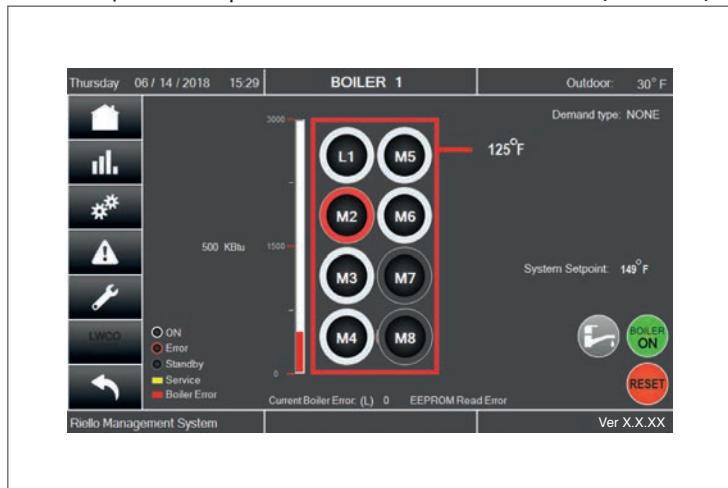 Thursday 06 / 14 / 2018 15:29 BOILER 1 Outdoor: 30° F
Demand type: NONE
3000
L1 M5 125°F
M2 M6
500 KBtu 1500
System Setpoint: 149° F
M3 M7
LWCO
ON
Error
Standby
Service
Boiler Error
M4 M8
BOILER
ON
0
RESET
Current Boiler Error: (L) 0 EEPROM Read Error
Riello Management System Ver X.X.XX